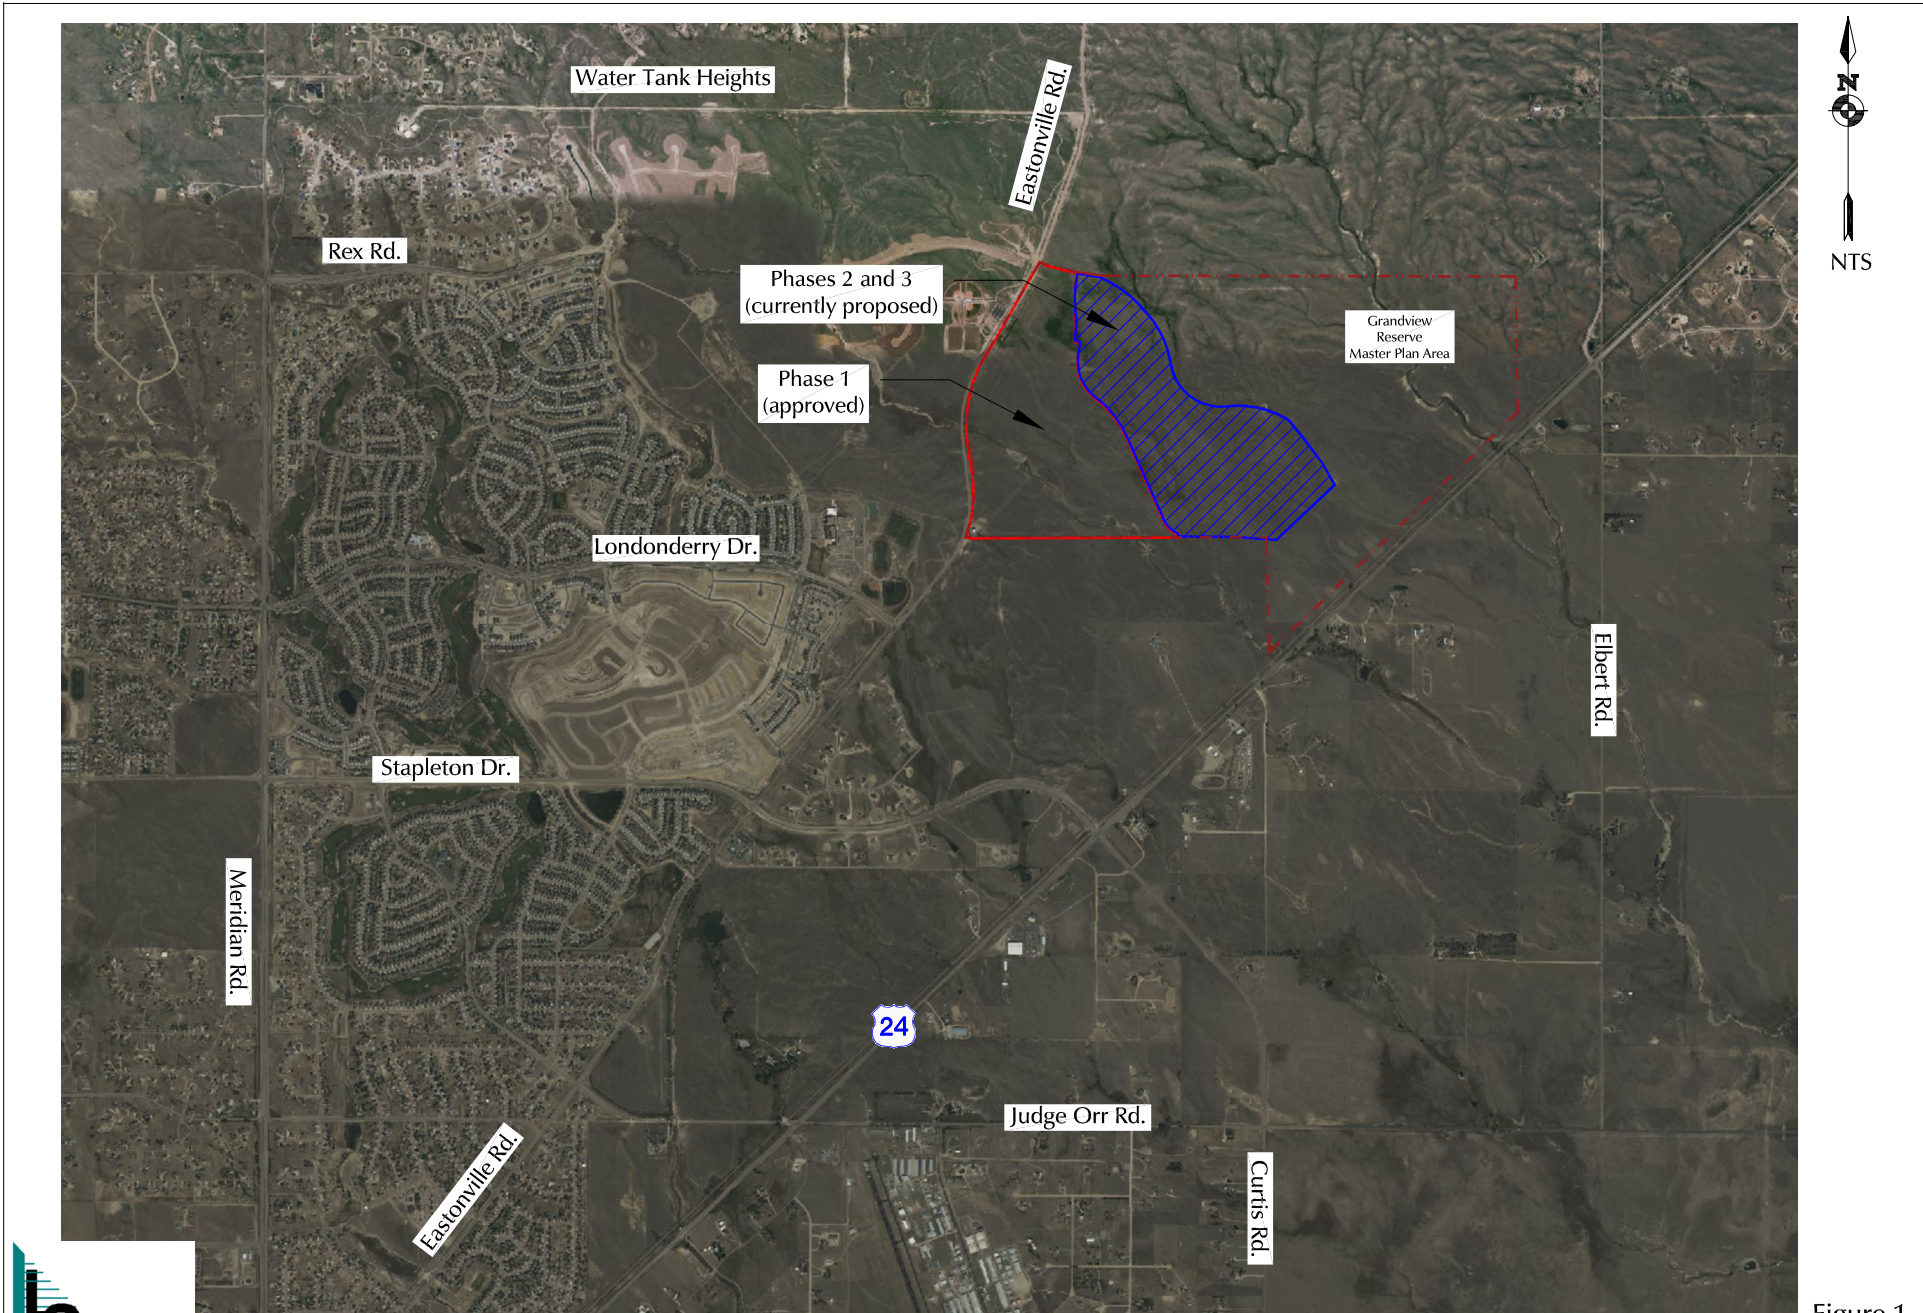 Water Tank Heights
Eastonville Rd.
N
NTS
Rex Rd.
Phases 2 and 3
(currently proposed)
Grandview
Reserve
Master Plan Area
Phase 1
(approved)
Londonderry Dr.
Elbert Rd.
Stapleton Dr.
Meridian Rd.
24
Judge Orr Rd.
Eastonville Rd.
Curtis Rd.
Figure 1